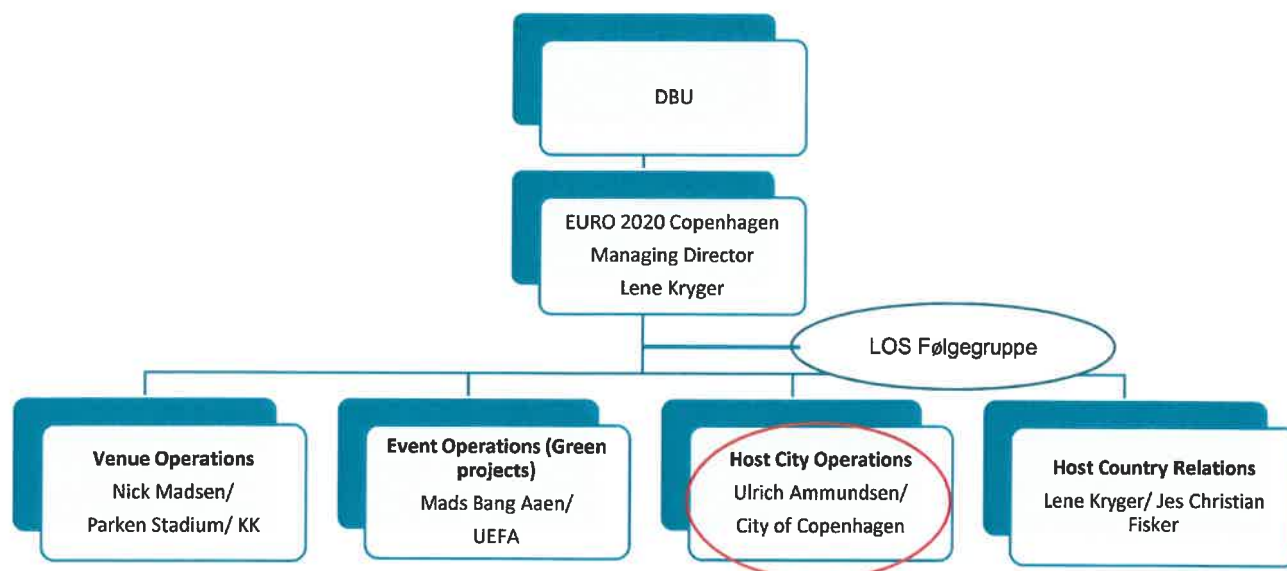 DBU
EURO 2020 Copenhagen
Managing Director
Lene Kryger
LOS Følgegruppe
Venue Operations
Nick Madsen/
Parken Stadium/ KK
Event Operations (Green
projects)
Mads Bang Aaen/
UEFA
Host City Operations
Ulrich Ammundsen/
City of Copenhagen
Host Country Relations
Lene Kryger/ Jes Christian
Fisker